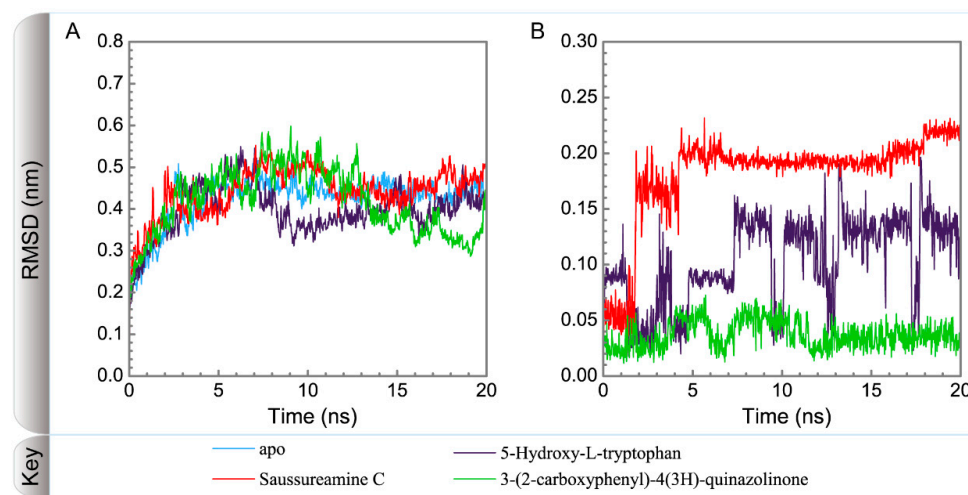 A
B
RMSD (nm)
0.8
0.7
0.6
0.5
0.4
0.3
0.2
0.1
0 5 10 15 20
Time (ns)
0.30
0.25
0.20
0.15
0.10
0.05
0.00
0 5 10 15 20
Time (ns)
Key
apo
5-Hydroxy-L-tryptophan
Saussureamine C
3-(2-carboxyphenyl)-4(3H)-quinazolinone